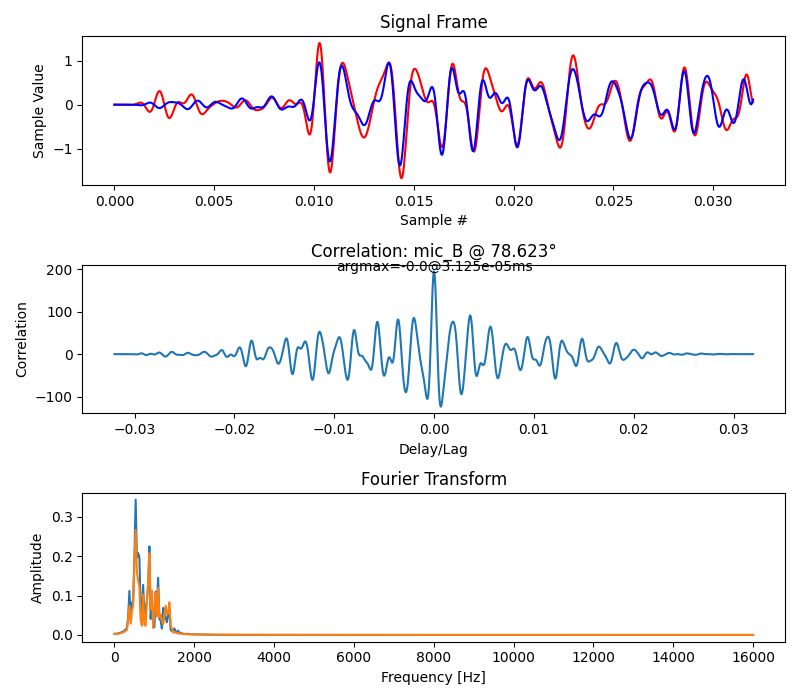 Signal Frame
1
0
−1
Sample Value
0.000 0.005 0.010 0.015 0.020 0.025 0.030
Sample #
Correlation: mic_B @ 78.623°
argmax=-0.0@3.125e-05ms
200
100
0
−100
Correlation
−0.03 −0.02 −0.01 0.00 0.01 0.02 0.03
Delay/Lag
Fourier Transform
0.3
0.2
0.1
0.0
Amplitude
0 2000 4000 6000 8000 10000 12000 14000 16000
Frequency [Hz]